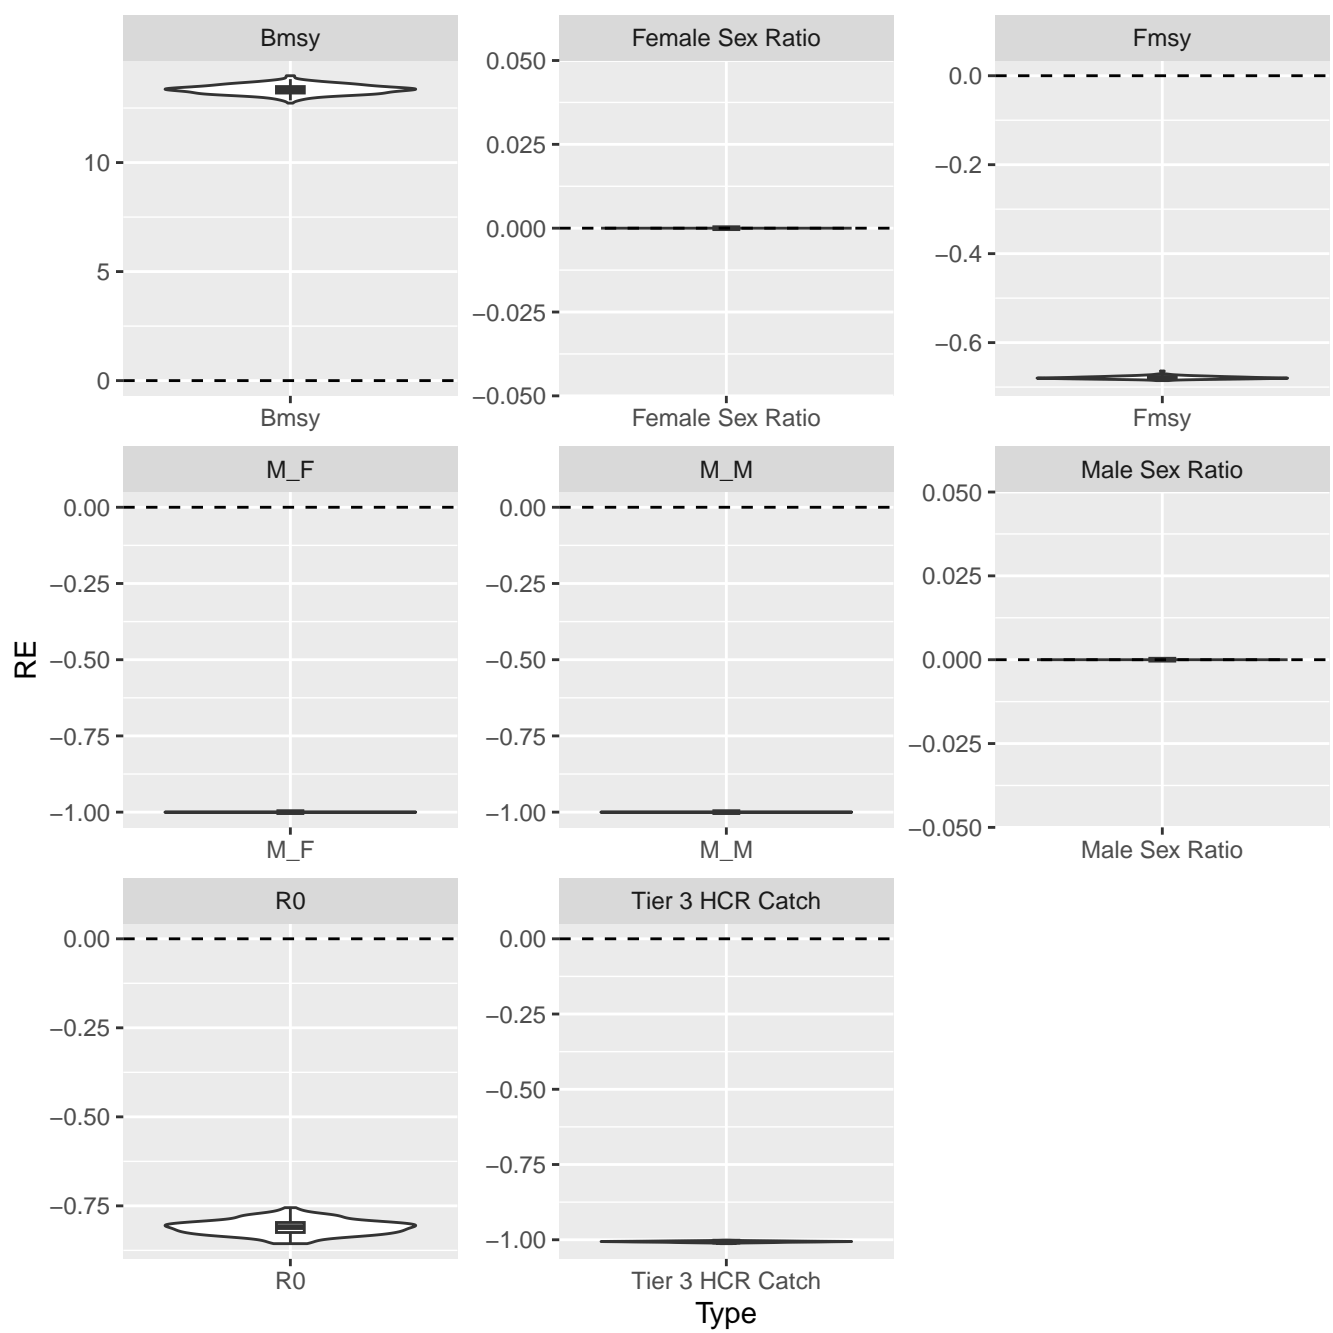 Bmsy
Female Sex Ratio
Fmsy
10
5
0
0.050
0.025
0.000
−0.025
−0.050
0.0
−0.2
−0.4
−0.6
Bmsy
Female Sex Ratio
Fmsy
M_F
M_M
Male Sex Ratio
0.00
−0.25
−0.50
−0.75
−1.00
0.00
−0.25
−0.50
−0.75
−1.00
0.050
0.025
0.000
−0.025
−0.050
M_F
M_M
Male Sex Ratio
RE
R0
Tier 3 HCR Catch
0.00
−0.25
−0.50
−0.75
0.00
−0.25
−0.50
−0.75
−1.00
R0
Tier 3 HCR Catch
Type